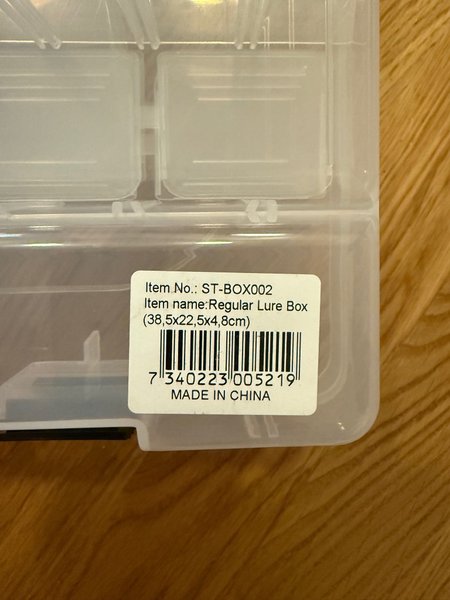 Item No.: ST-BOX002
Item name:Regular Lure Box
(38,5x22,5x4,8cm)
7 340223 005219
MADE IN CHINA